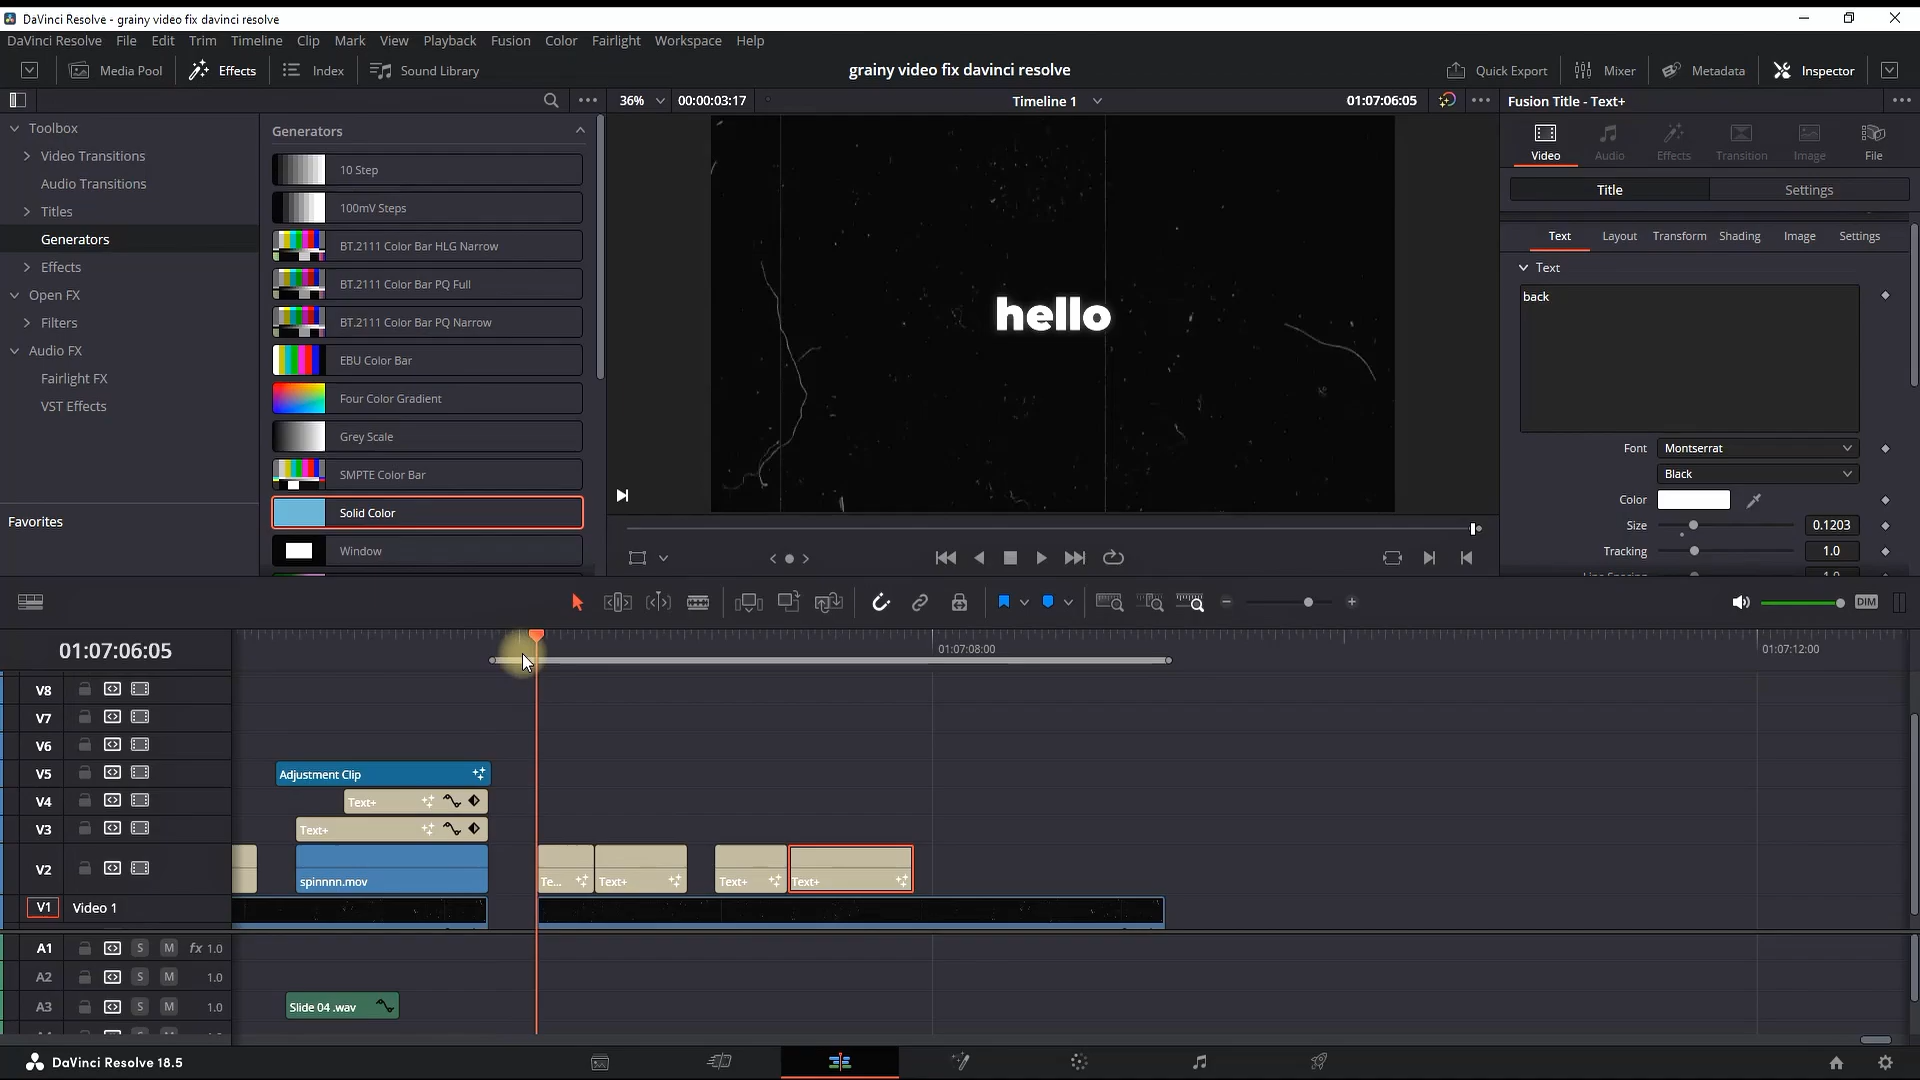 DaVinci Resolve - grainy video fix davinci resolve
DaVinci Resolve File Edit Trim Timeline Clip Mark View Playback Fusion Color Fairlight Workspace Help
Media Pool Effects Index Sound Library grainy video fix davinci resolve Quick Export Mixer Metadata Inspector
36% 00:00:03:17 Timeline 1 01:07:06:05 Fusion Title - Text+
Toolbox
Video Transitions
Audio Transitions
Titles
Generators
Effects
Open FX
Filters
Audio FX
Fairlight FX
VST Effects
Favorites
Generators
10 Step
100mV Steps
BT.2111 Color Bar HLG Narrow
BT.2111 Color Bar PQ Full
BT.2111 Color Bar PQ Narrow
EBU Color Bar
Four Color Gradient
Grey Scale
SMPTE Color Bar
Solid Color
Window
hello
Video Audio Effects Transition Image File
Title Settings
Text Layout Transform Shading Image Settings
Text
back
Font Montserrat
Black
Color
Size 0.1203
Tracking 1.0
DIM
01:07:06:05 01:07:08:00 01:07:12:00
V8
V7
V6
V5 Adjustment Clip
V4 Text+
V3 Text+
V2 spinnnn.mov Te... Text+ Text+ Text+
V1 Video 1
A1 S M fx 1.0
A2 S M 1.0
A3 S M 1.0 Slide 04 .wav
DaVinci Resolve 18.5